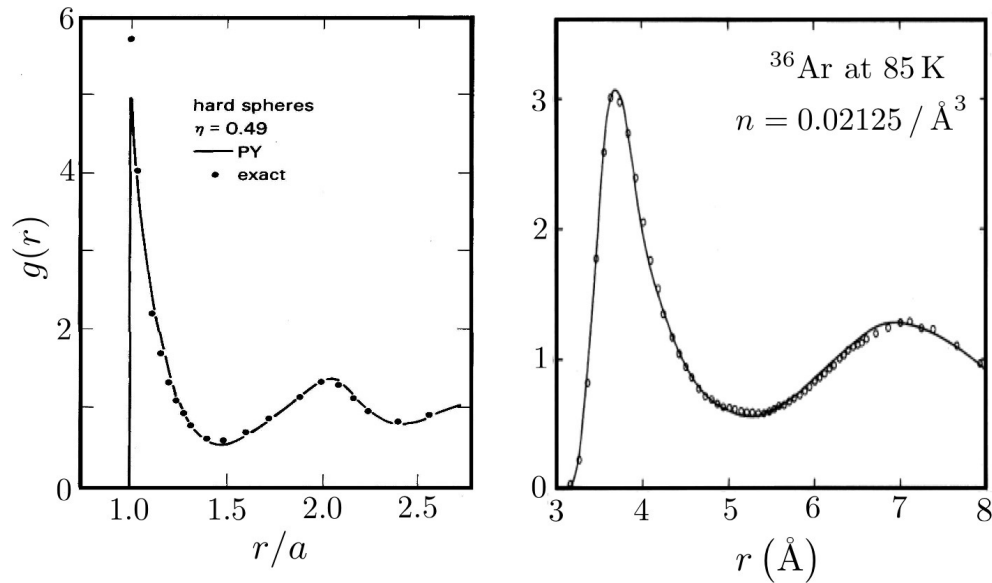 6
4
2
0
g(r)
hard spheres
η = 0.49
PY
exact
1.0 1.5 2.0 2.5
r/a
3
2
1
0
³⁶Ar at 85 K
n = 0.02125 / Å³
3 4 5 6 7 8
r (Å)